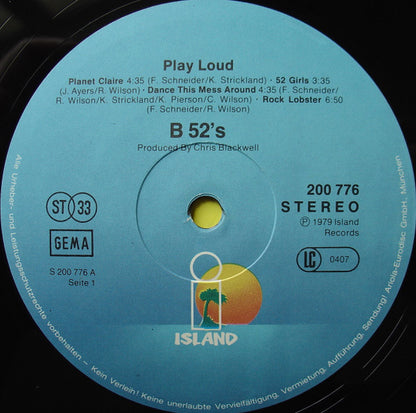 Play Loud
Planet Claire 4:35 (F. Schneider/K. Strickland) · 52 Girls 3:35
(J. Ayers/R. Wilson) · Dance This Mess Around 4:35 (F. Schneider/
R. Wilson/K. Strickland/K. Pierson/C. Wilson) · Rock Lobster 6:50
(F. Schneider/R. Wilson)
B 52's
Produced By Chris Blackwell
ST 33
GEMA
S 200 776 A
Seite 1
200 776
STEREO
℗ 1979 Island
Records
LC 0407
i
ISLAND
Alle Urheber- und Leistungsschutzrechte vorbehalten – Kein Verleih! Keine unerlaubte Vervielfältigung, Vermietung, Aufführung, Sendung! Ariola-Eurodisc GmbH, München